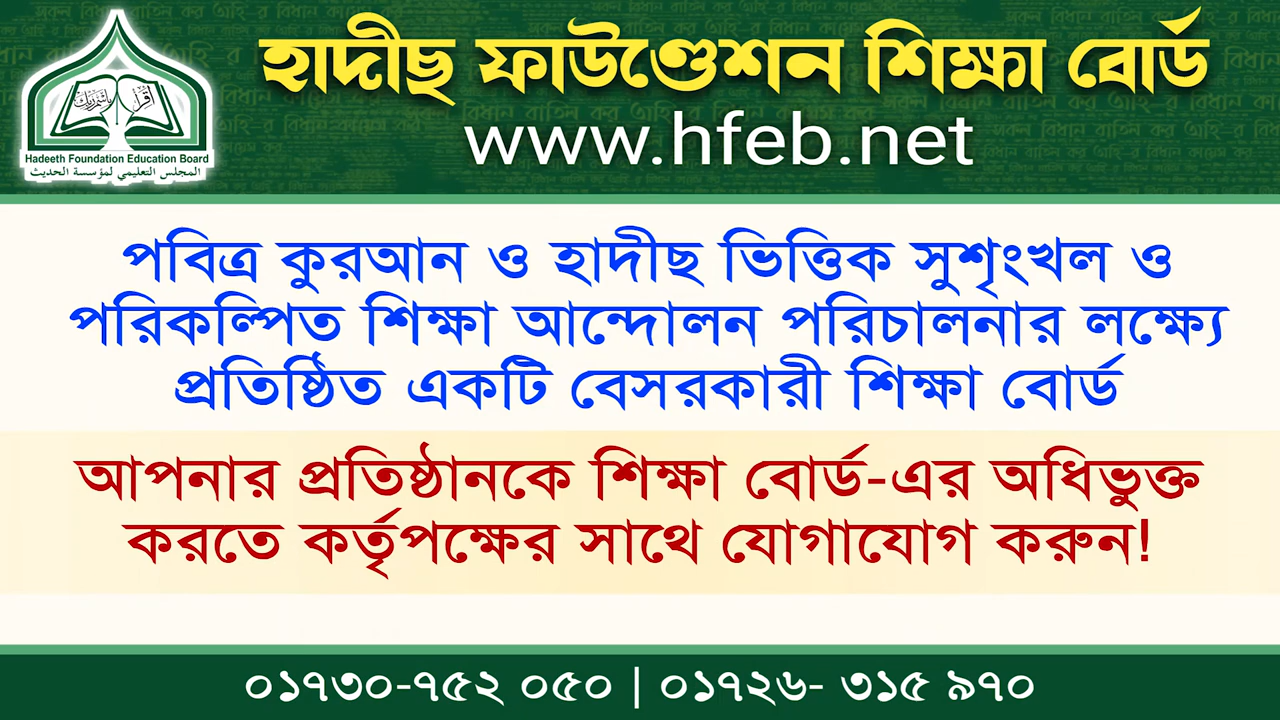 হাদীছ ফাউণ্ডেশন শিক্ষা বোর্ড
www.hfeb.net
Hadeeth Foundation Education Board
المجلس التعليمي لمؤسسة الحديث
পবিত্র কুরআন ও হাদীছ ভিত্তিক সুশৃংখল ও
পরিকল্পিত শিক্ষা আন্দোলন পরিচালনার লক্ষ্যে
প্রতিষ্ঠিত একটি বেসরকারী শিক্ষা বোর্ড
আপনার প্রতিষ্ঠানকে শিক্ষা বোর্ড-এর অধিভুক্ত
করতে কর্তৃপক্ষের সাথে যোগাযোগ করুন!
০১৭৩০-৭৫২ ০৫০ | ০১৭২৬- ৩১৫ ৯৭০